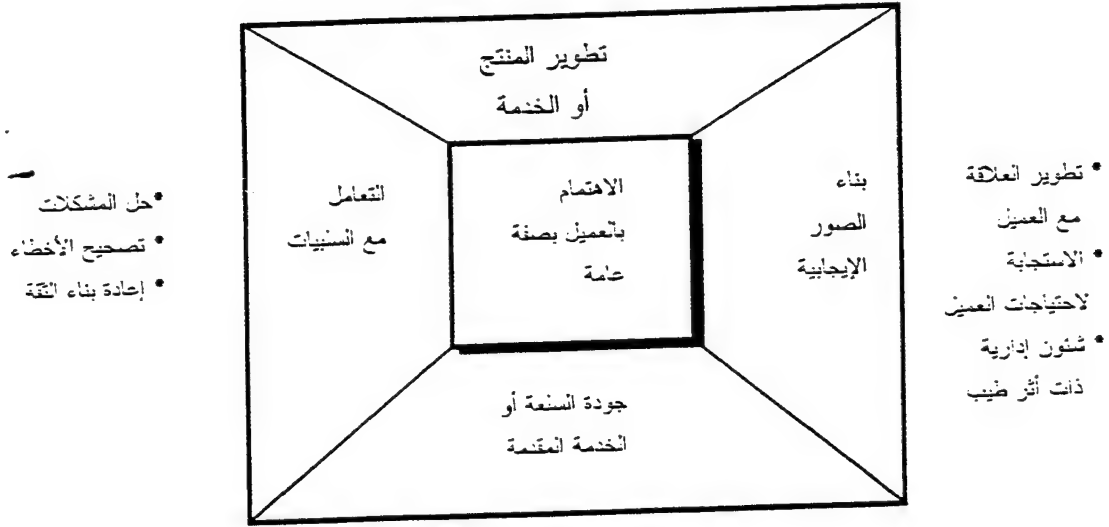 تطوير المنتج
أو الخدمة
* تطوير العلاقة
مع العميل
* الاستجابة
لاحتياجات العميل
* شئون إدارية
ذات أثر طيب
بناء
الصور
الإيجابية
الاهتمام
بالعميل بصفة
عامة
التعامل
مع السلبيات
*حل المشكلات
* تصحيح الأخطاء
* إعادة بناء الثقة
جودة السلعة أو
الخدمة المقدمة